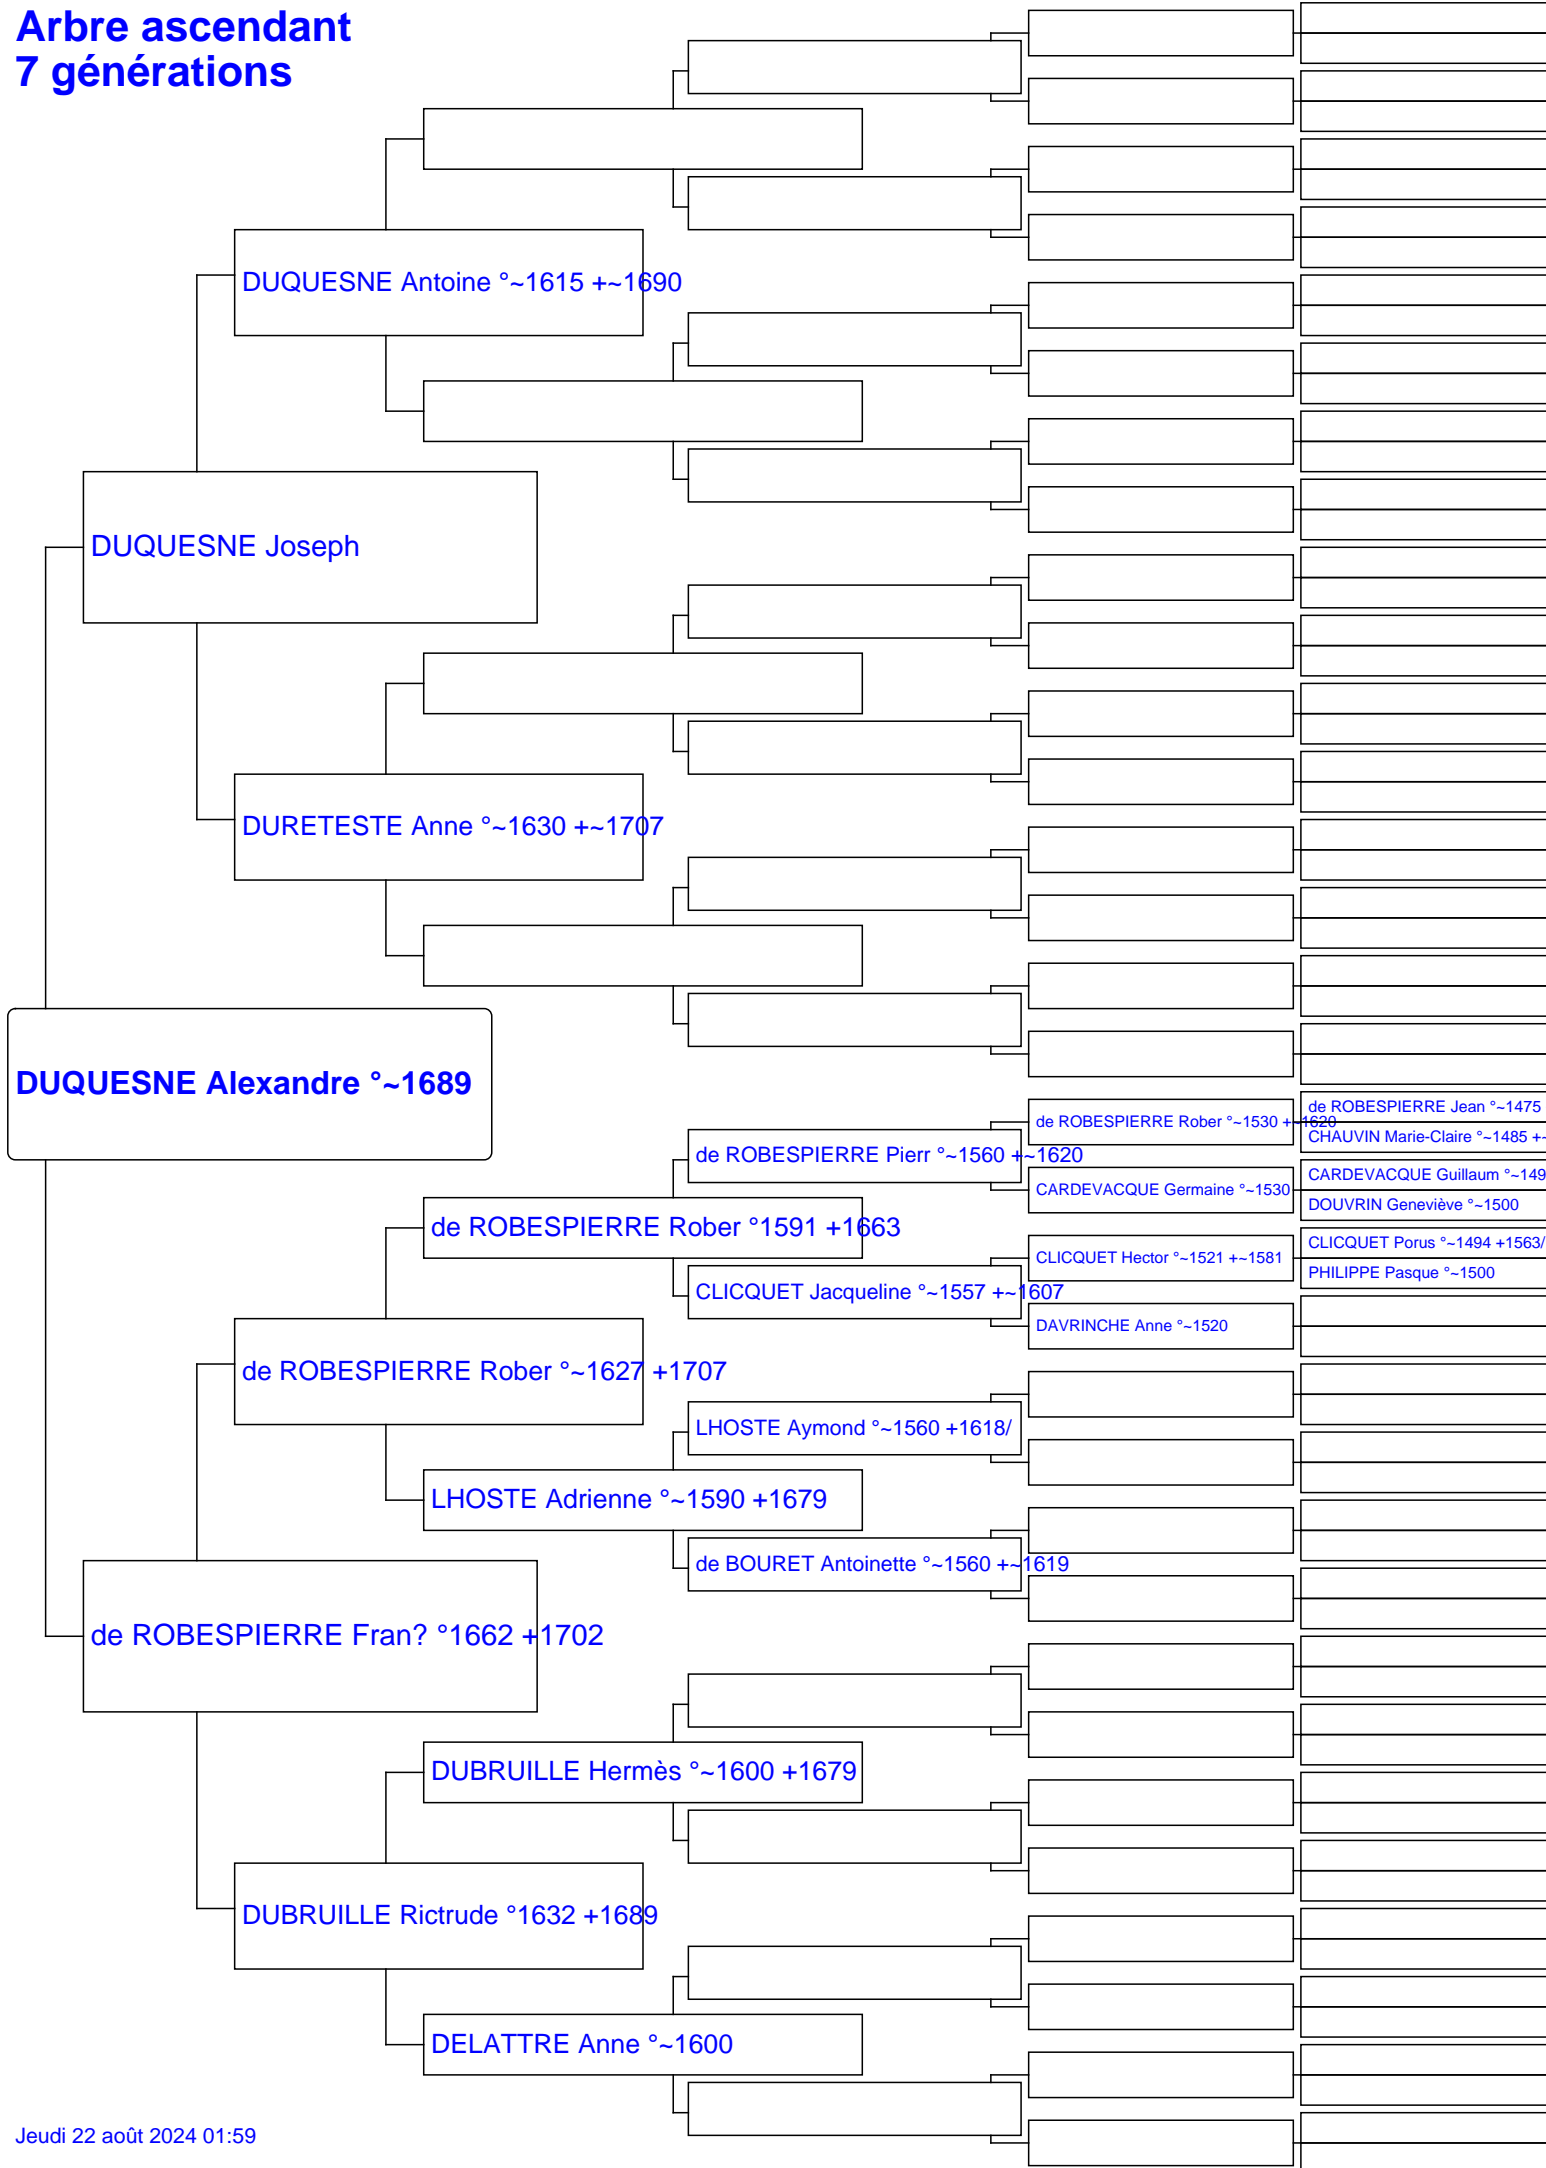 Arbre ascendant
7 générations
DUQUESNE Antoine °~1615 +~1690
DUQUESNE Joseph
DURETESTE Anne °~1630 +~1707
DUQUESNE Alexandre °~1689
de ROBESPIERRE Jean °~1475
de ROBESPIERRE Rober °~1530 +~1620
CHAUVIN Marie-Claire °~1485 +~
de ROBESPIERRE Pierr °~1560 +~1620
CARDEVACQUE Guillaum °~149
CARDEVACQUE Germaine °~1530
DOUVRIN Geneviève °~1500
de ROBESPIERRE Rober °1591 +1663
CLICQUET Porus °~1494 +1563/
CLICQUET Hector °~1521 +~1581
PHILIPPE Pasque °~1500
CLICQUET Jacqueline °~1557 +~1607
DAVRINCHE Anne °~1520
de ROBESPIERRE Rober °~1627 +1707
LHOSTE Aymond °~1560 +1618/
LHOSTE Adrienne °~1590 +1679
de BOURET Antoinette °~1560 +~1619
de ROBESPIERRE Fran? °1662 +1702
DUBRUILLE Hermès °~1600 +1679
DUBRUILLE Rictrude °1632 +1689
DELATTRE Anne °~1600
Jeudi 22 août 2024 01:59